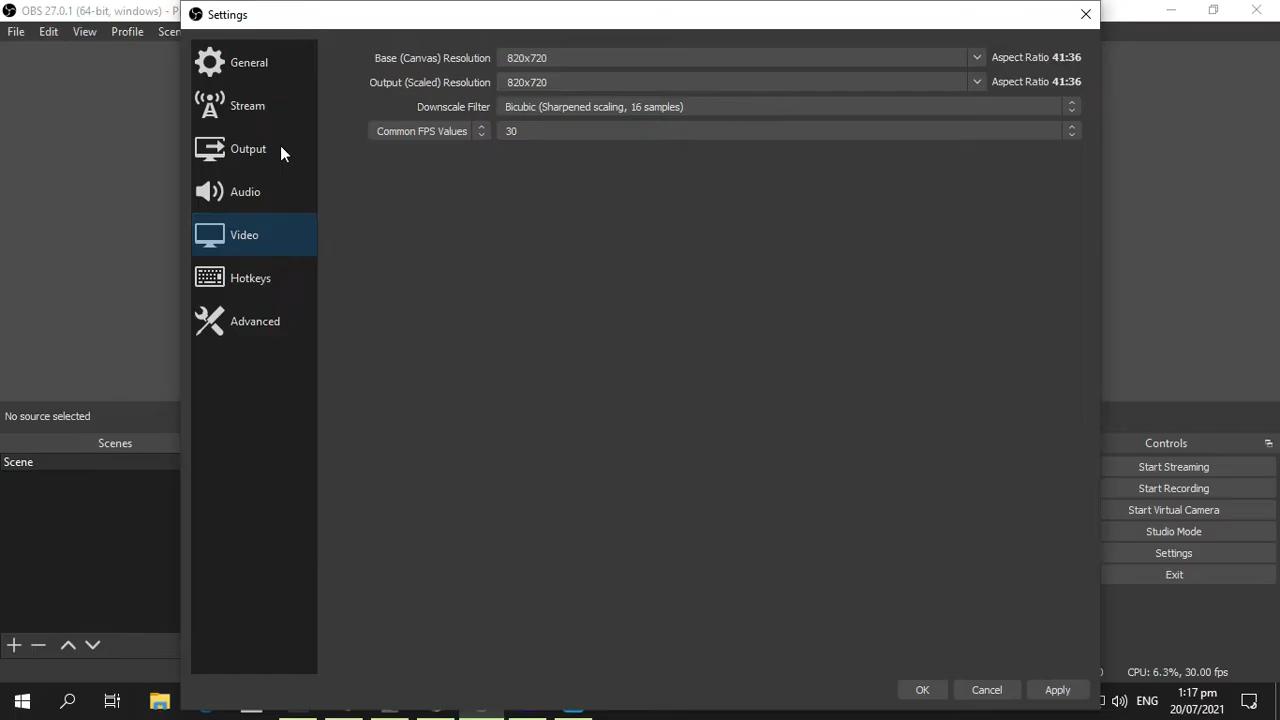 OBS 27.0.1 (64-bit, windows) - P
Settings
File Edit View Profile Scen
General
Stream
Output
Audio
Video
Hotkeys
Advanced
Base (Canvas) Resolution 820x720 Aspect Ratio 41:36
Output (Scaled) Resolution 820x720 Aspect Ratio 41:36
Downscale Filter Bicubic (Sharpened scaling, 16 samples)
Common FPS Values 30
No source selected
Scenes
Scene
Controls
Start Streaming
Start Recording
Start Virtual Camera
Studio Mode
Settings
Exit
OK Cancel Apply
0 CPU: 6.3%, 30.00 fps
ENG
1:17 pm
20/07/2021